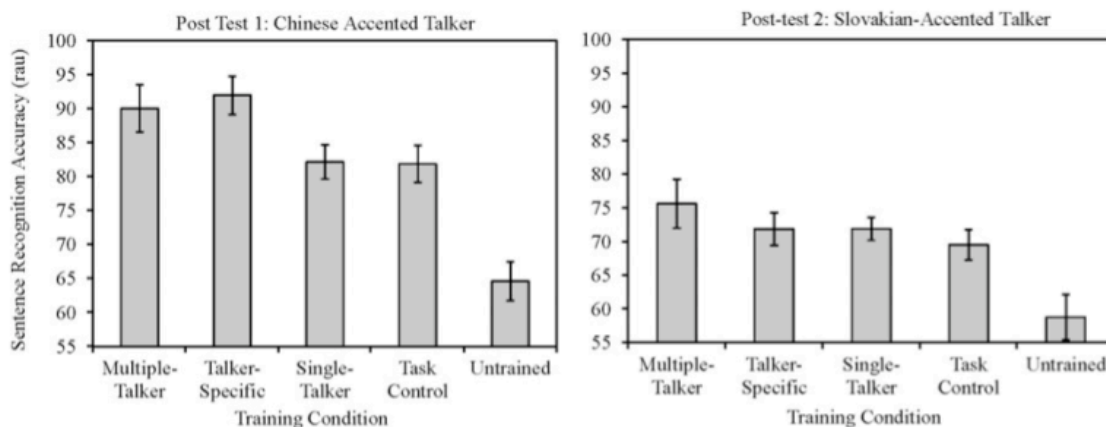 Post Test 1: Chinese Accented Talker
Sentence Recognition Accuracy (rau)
100
95
90
85
80
75
70
65
60
55
Multiple-
Talker
Talker-
Specific
Single-
Talker
Task
Control
Untrained
Training Condition
Post-test 2: Slovakian-Accented Talker
100
95
90
85
80
75
70
65
60
55
Multiple-
Talker
Talker-
Specific
Single-
Talker
Task
Control
Untrained
Training Condition